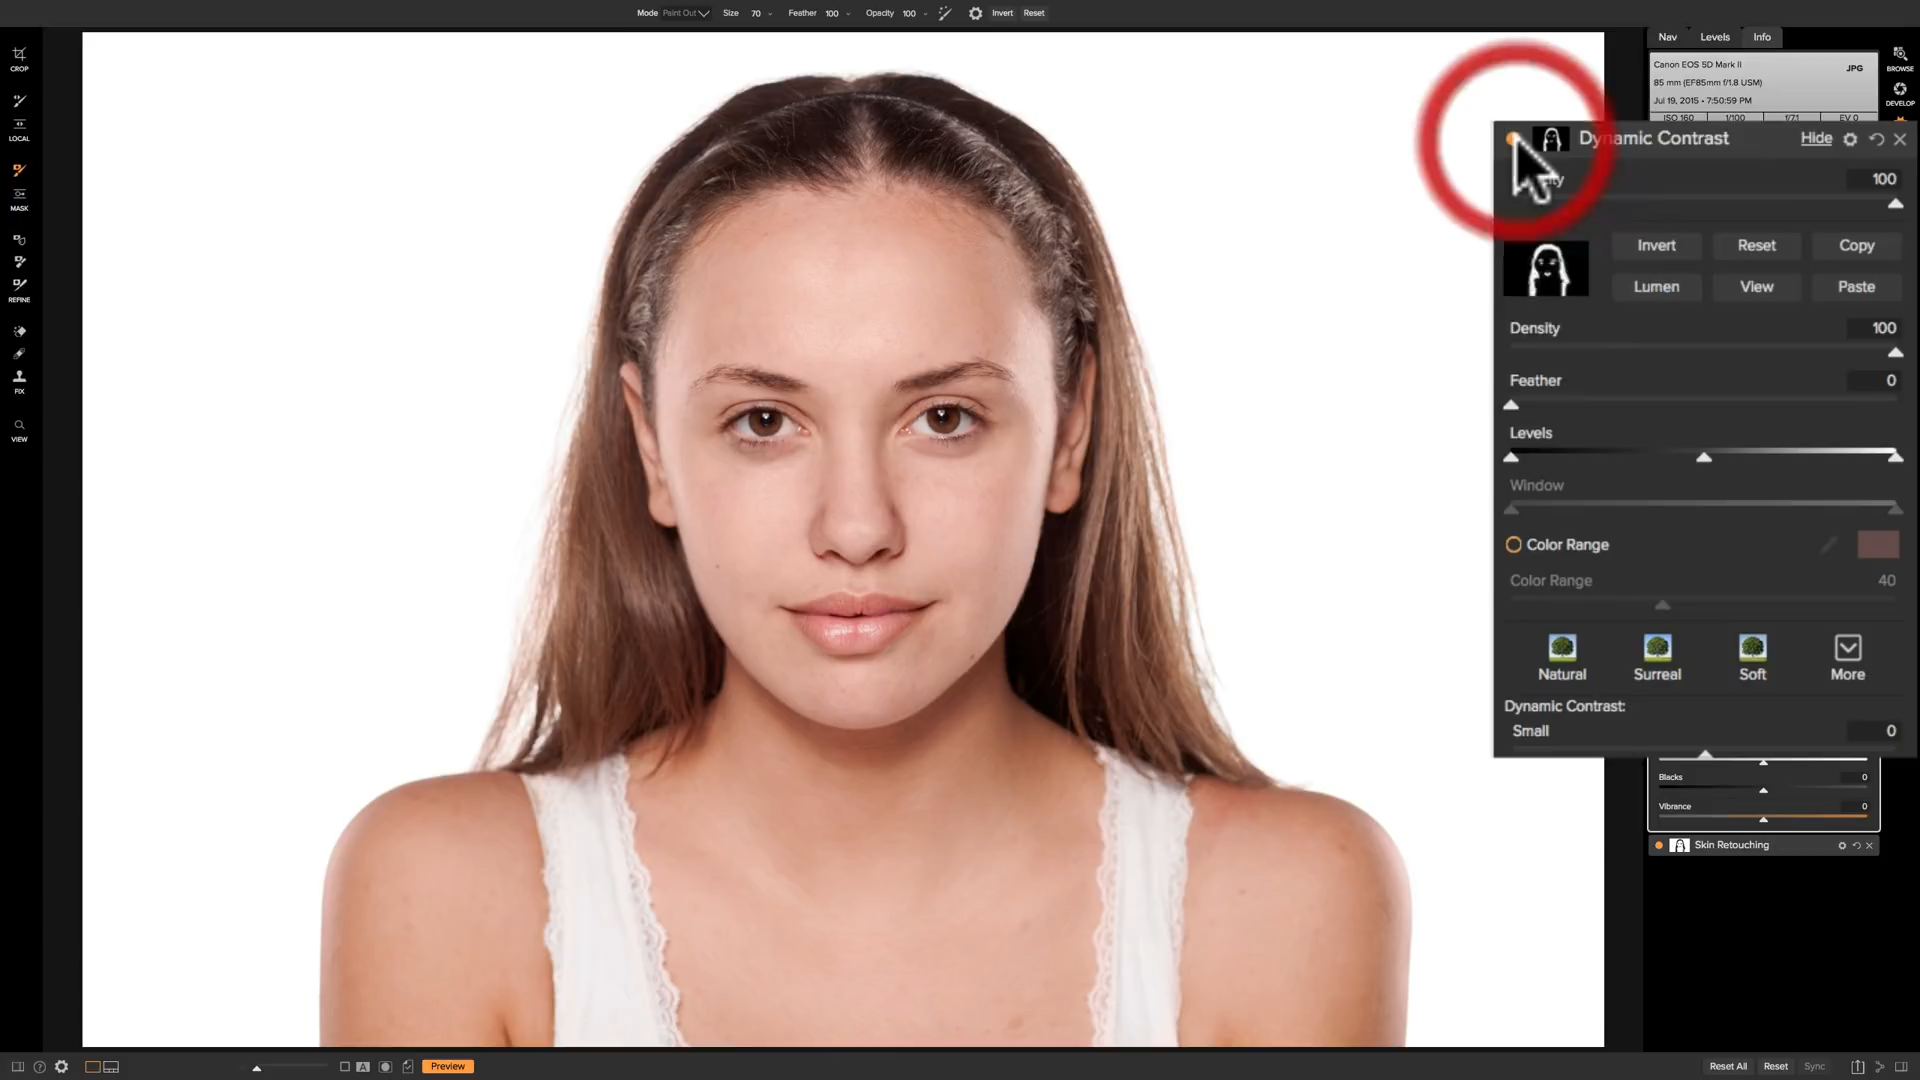 Mode Paint Out Size 70 Feather 100 Opacity 100 Invert Reset
CROP
LOCAL
MASK
REFINE
FIX
VIEW
Nav Levels Info
Canon EOS 5D Mark II JPG
85 mm (EF85mm f/1.8 USM)
Jul 19, 2015 • 7:50:59 PM
ISO 160 1/100 f/7.1 EV 0
BROWSE
DEVELOP
Dynamic Contrast Hide
100
Invert Reset Copy
Lumen View Paste
Density 100
Feather 0
Levels
Window
Color Range
Color Range 40
Natural Surreal Soft More
Dynamic Contrast:
Small 0
Blacks 0
Vibrance 0
Skin Retouching
A Preview
Reset All Reset Sync